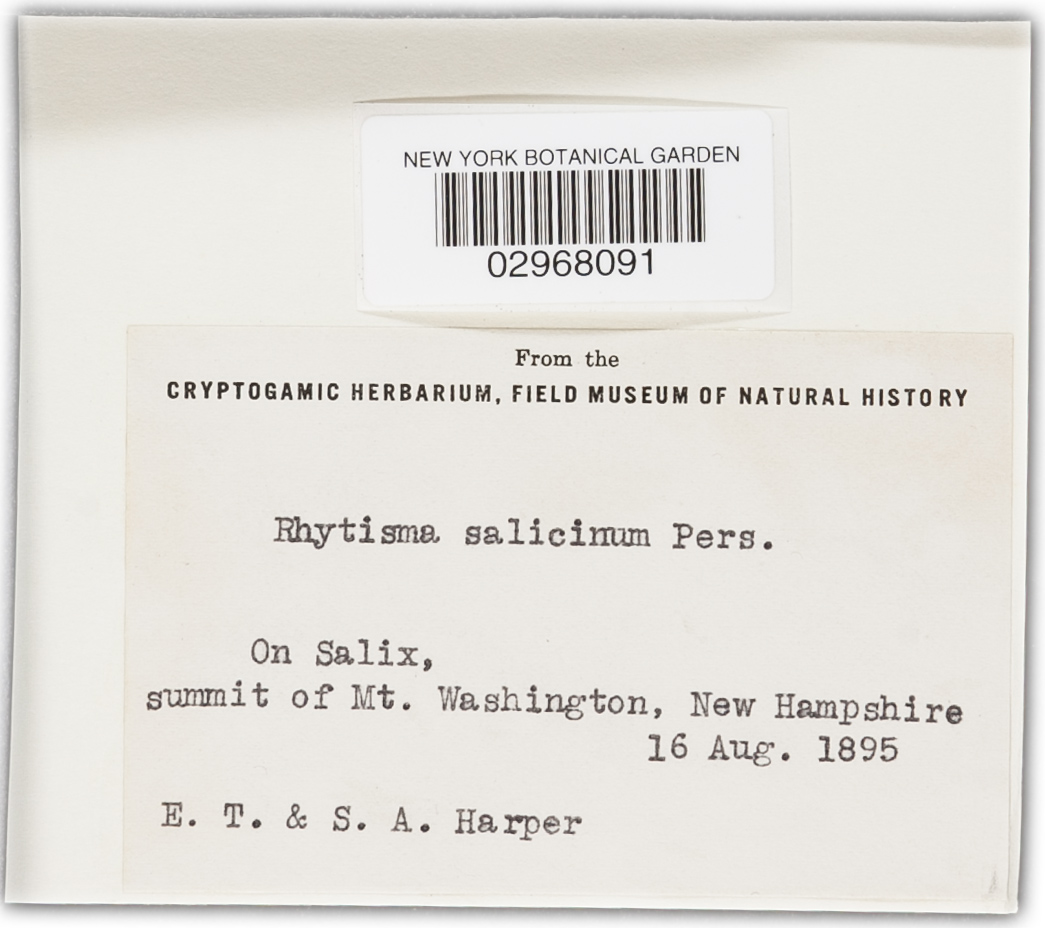 NEW YORK BOTANICAL GARDEN
02968091
From the
CRYPTOGAMIC HERBARIUM, FIELD MUSEUM OF NATURAL HISTORY
Rhytisma salicinum Pers.
On Salix,
summit of Mt. Washington, New Hampshire
16 Aug. 1895
E. T. & S. A. Harper